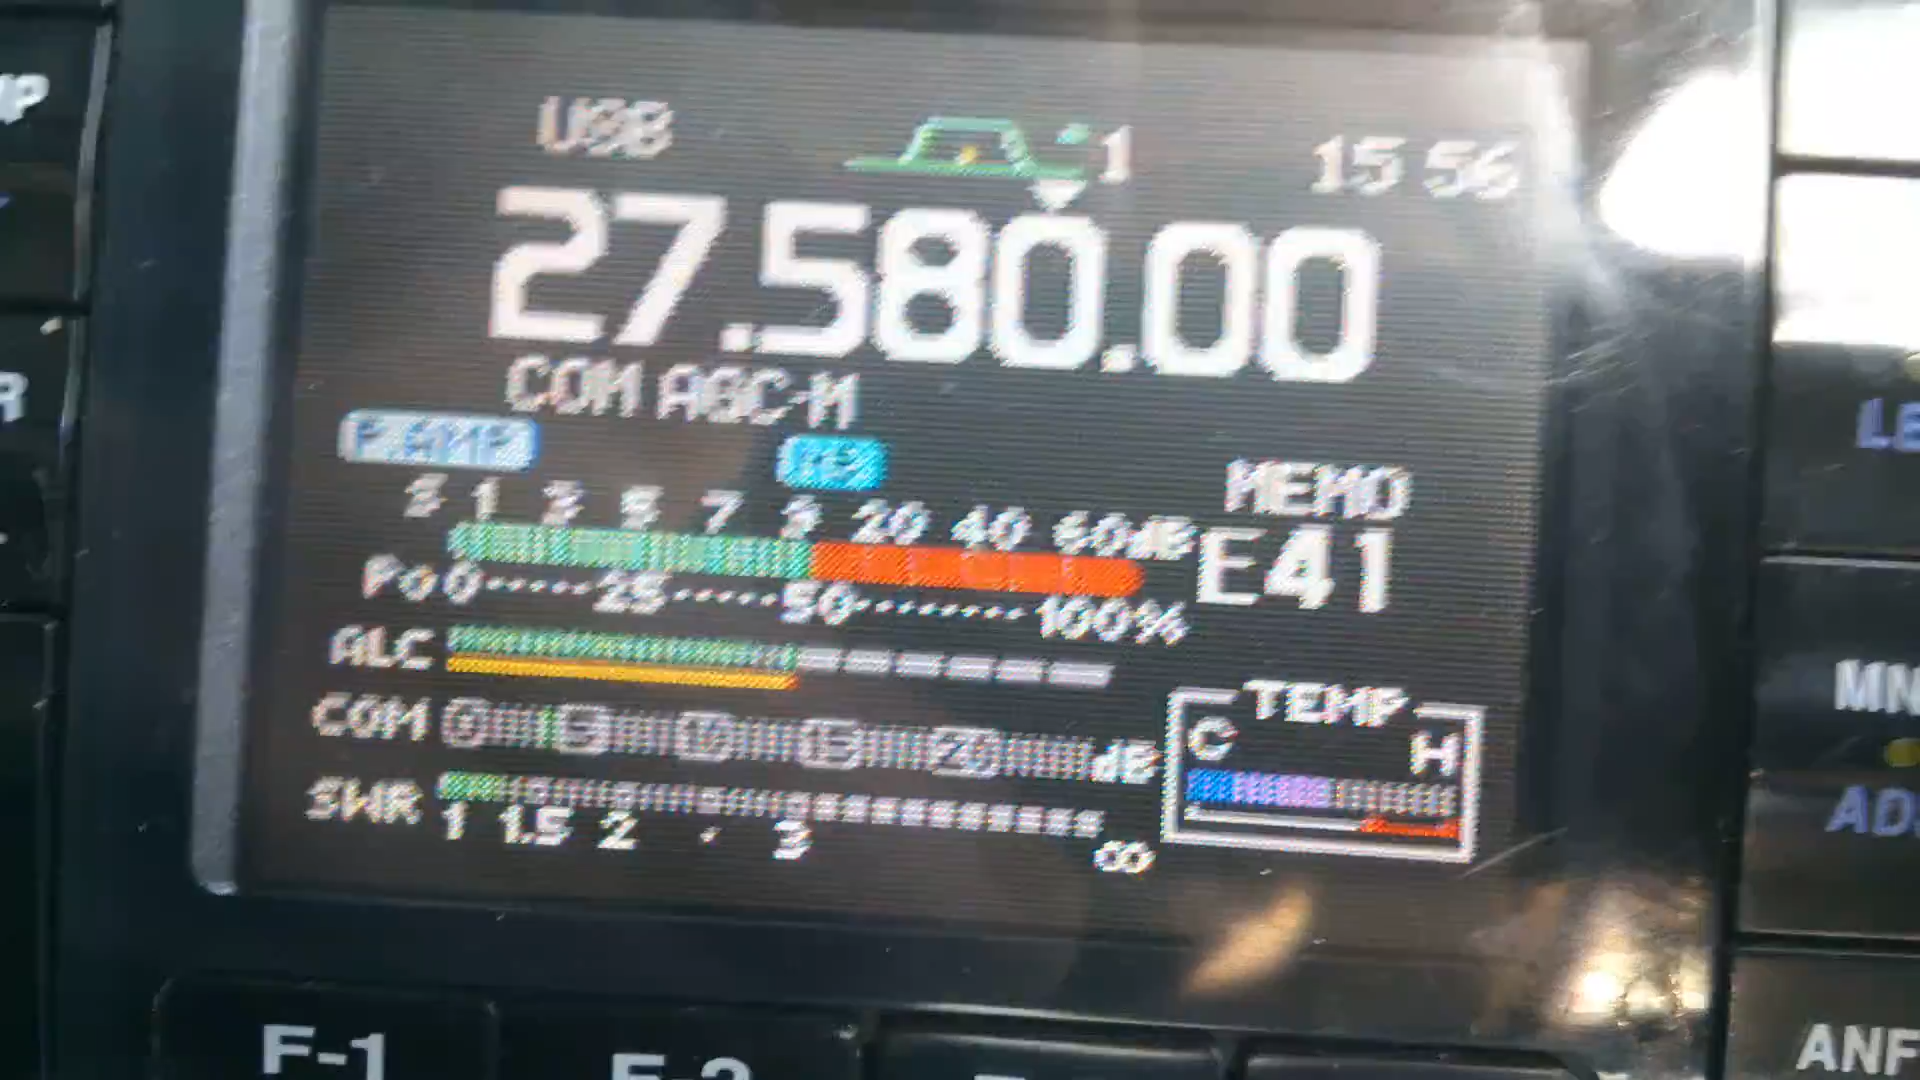 USB 1 15 56
27.580.00
COM AGC-M
P.AMP
MEMO
S 1 3 5 7 9 20 40 60dB
E41
Po 0 25 50 100%
ALC
TEMP
COM 0 5 10 15 20 dB
C H
SWR 1 1.5 2 3 ∞
F-1 F-2
MN
ANF